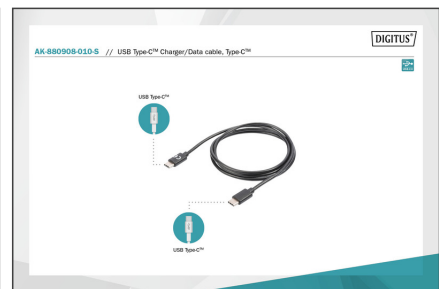 DIGITUS®
AK-880908-010-S // USB Type-C™ Charger/Data cable, Type-C™
USB Type-C™
USB Type-C™